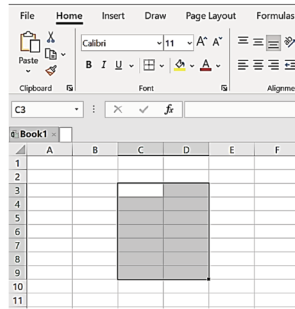 File Home Insert Draw Page Layout Formulas
Calibri 11 A^ Aˇ
Paste B I U A
Clipboard Font Alignme
C3 fx
Book1
A B C D E F
1
2
3
4
5
6
7
8
9
10
11